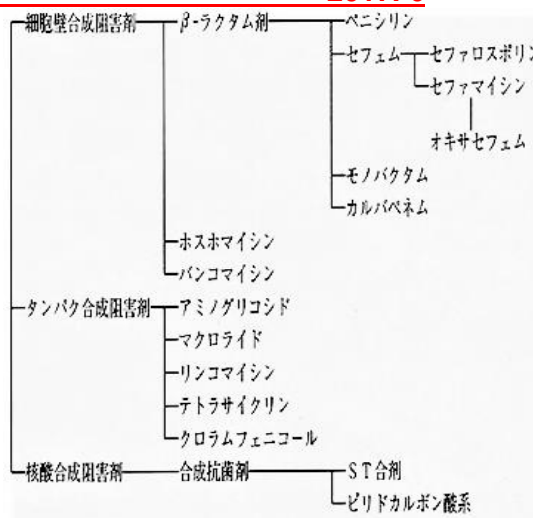 細胞壁合成阻害剤 β-ラクタム剤 ペニシリン
セフェム セファロスポリン
セファマイシン
オキサセフェム
モノバクタム
カルバペネム
ホスホマイシン
バンコマイシン
タンパク合成阻害剤 アミノグリコシド
マクロライド
リンコマイシン
テトラサイクリン
クロラムフェニコール
核酸合成阻害剤 合成抗菌剤 ST合剤
ピリドカルボン酸系